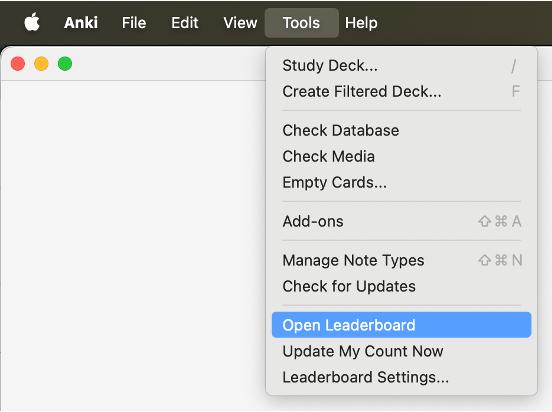 Anki File Edit View Tools Help
Study Deck... /
Create Filtered Deck... F
Check Database
Check Media
Empty Cards...
Add-ons ⇧⌘A
Manage Note Types ⇧⌘N
Check for Updates
Open Leaderboard
Update My Count Now
Leaderboard Settings...